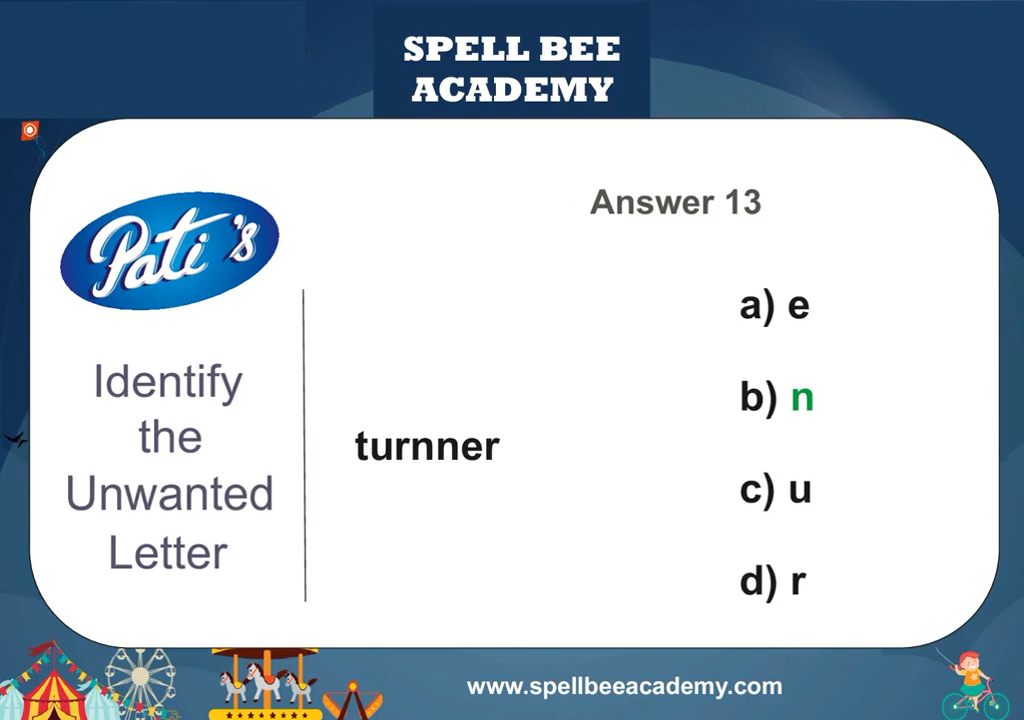 SPELL BEE
ACADEMY
Pati's
Answer 13
Identify
the
Unwanted
Letter
turnner
a) e
b) n
c) u
d) r
www.spellbeeacademy.com